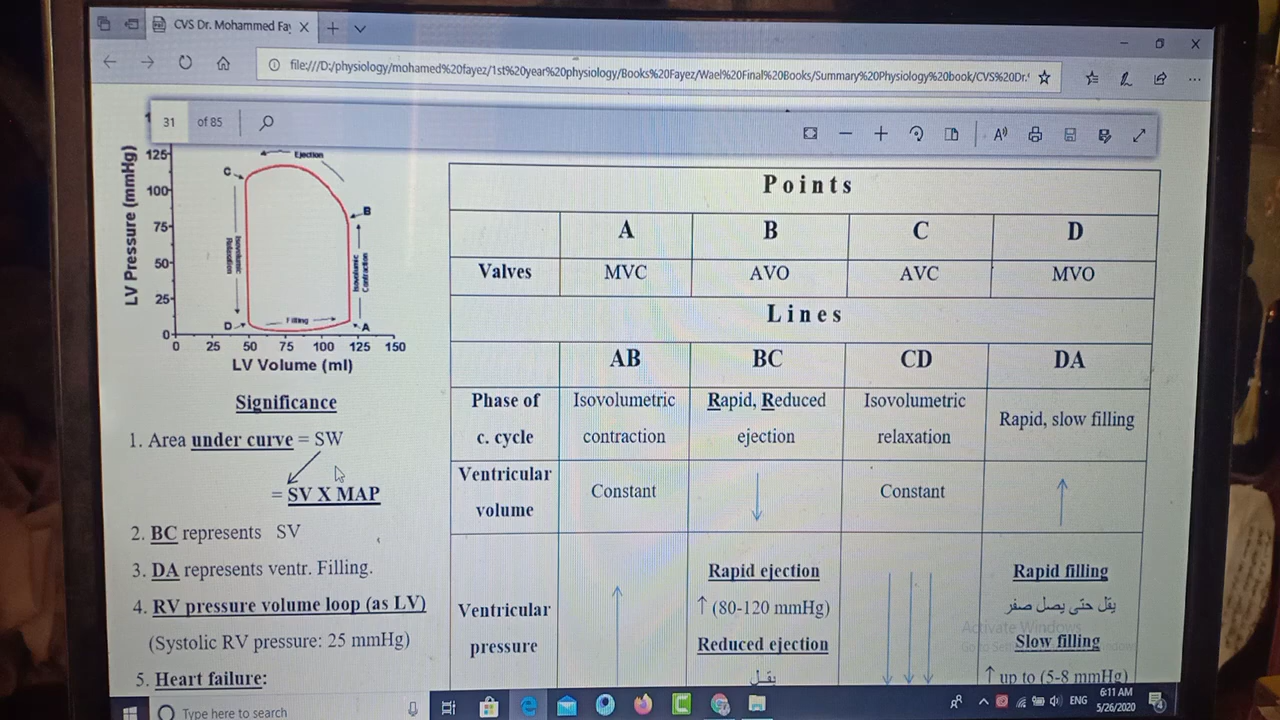 CVS Dr. Mohammed Fay
file:///D:/physiology/mohamed%20fayez/1st%20year%20physiology/Books%20Fayez/Wael%20Final%20Books/Summary%20Physiology%20book/CVS%20Dr.
31 of 85
LV Pressure (mmHg)
125
100
75
50
25
0
Ejection
C
B
Isovolumic
Relaxation
Isovolumic
Contraction
Filling
D
A
0 25 50 75 100 125 150
LV Volume (ml)
Significance
1. Area under curve = SW
= SV X MAP
2. BC represents SV
3. DA represents ventr. Filling.
4. RV pressure volume loop (as LV)
(Systolic RV pressure: 25 mmHg)
5. Heart failure:
Points
A B C D
Valves MVC AVO AVC MVO
Lines
AB BC CD DA
Phase of Isovolumetric Rapid, Reduced Isovolumetric
c. cycle contraction ejection relaxation Rapid, slow filling
Ventricular
volume Constant ↓ Constant ↑
Ventricular
pressure
↑
Rapid ejection
↑ (80-120 mmHg)
Reduced ejection
يقل
↓↓↓
Rapid filling
يقل حتى يصل صفر
Slow filling
↑ up to (5-8 mmHg)
Activate Windows
Type here to search
ENG
6:11 AM
5/26/2020